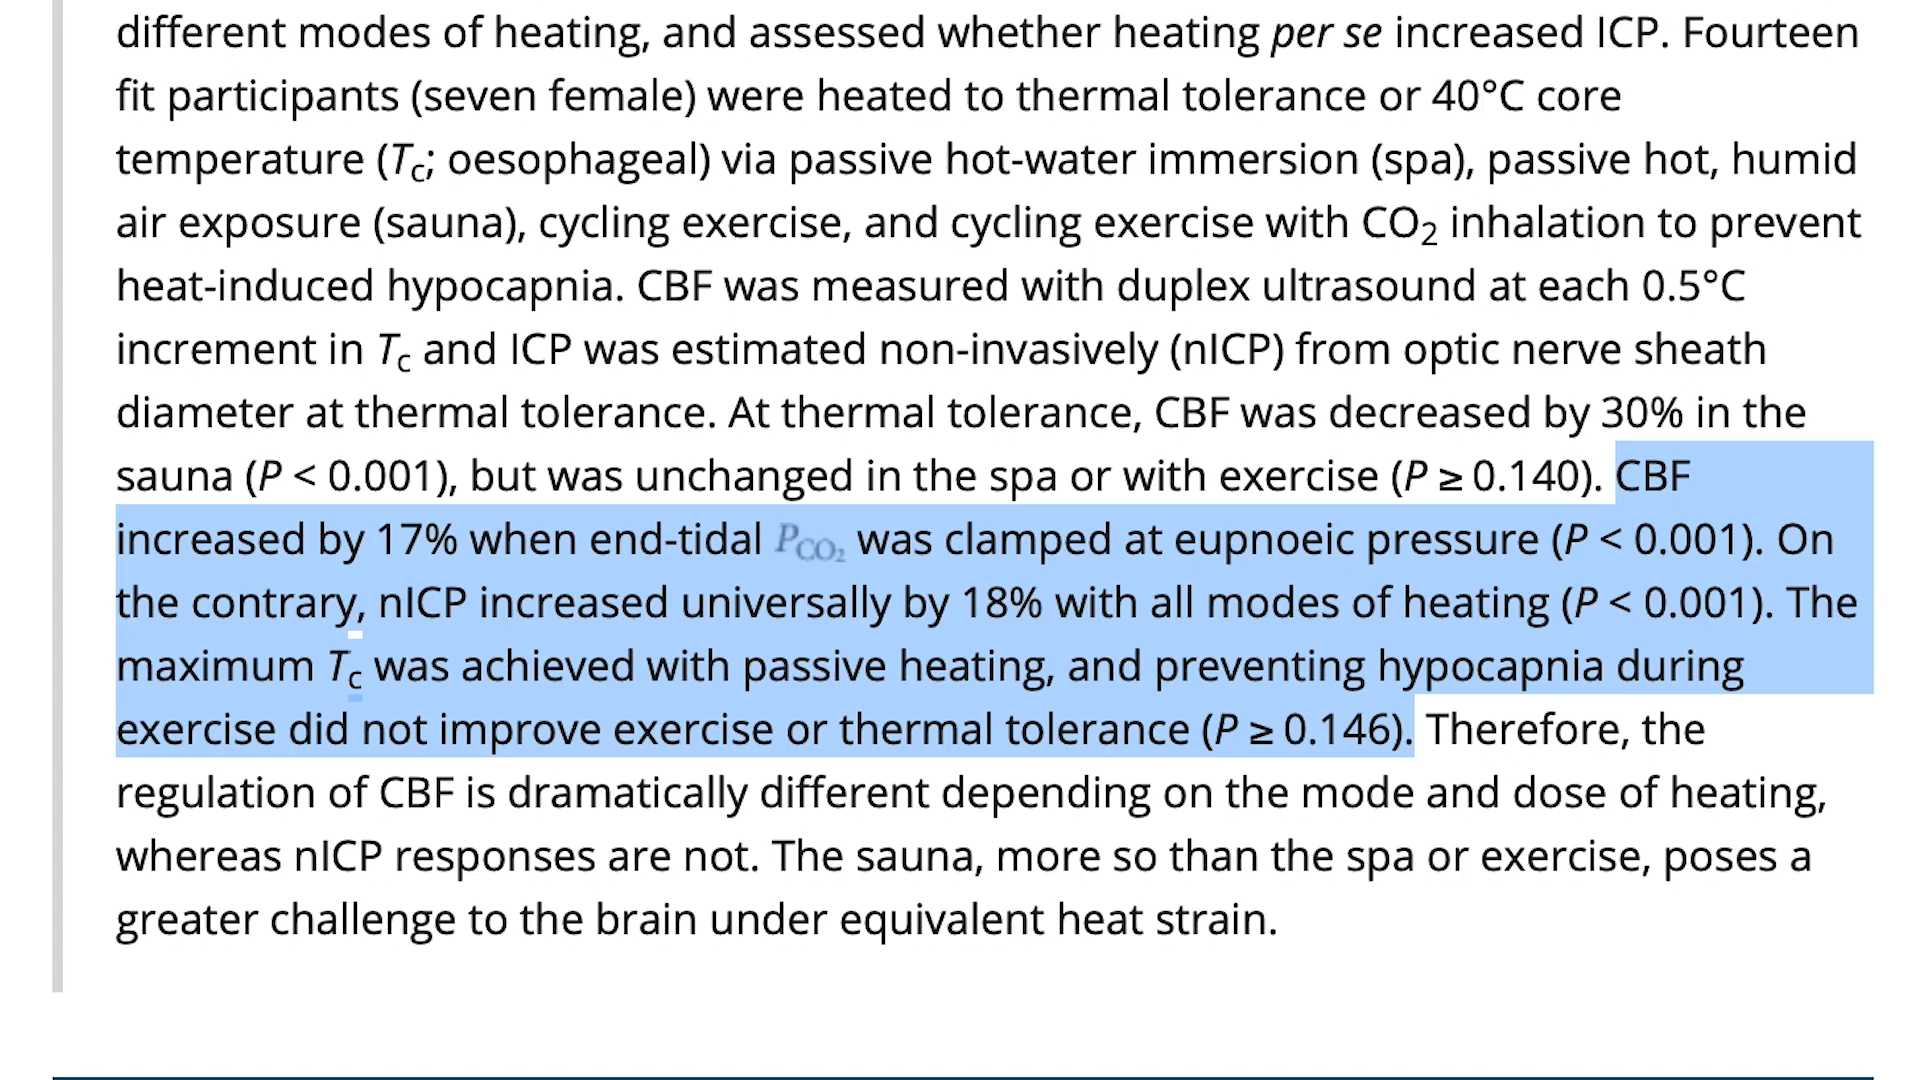 different modes of heating, and assessed whether heating per se increased ICP. Fourteen
fit participants (seven female) were heated to thermal tolerance or 40°C core
temperature (Tc; oesophageal) via passive hot-water immersion (spa), passive hot, humid
air exposure (sauna), cycling exercise, and cycling exercise with CO₂ inhalation to prevent
heat-induced hypocapnia. CBF was measured with duplex ultrasound at each 0.5°C
increment in Tc and ICP was estimated non-invasively (nICP) from optic nerve sheath
diameter at thermal tolerance. At thermal tolerance, CBF was decreased by 30% in the
sauna (P < 0.001), but was unchanged in the spa or with exercise (P ≥ 0.140). CBF
increased by 17% when end-tidal PCO₂ was clamped at eupnoeic pressure (P < 0.001). On
the contrary, nICP increased universally by 18% with all modes of heating (P < 0.001). The
maximum Tc was achieved with passive heating, and preventing hypocapnia during
exercise did not improve exercise or thermal tolerance (P ≥ 0.146). Therefore, the
regulation of CBF is dramatically different depending on the mode and dose of heating,
whereas nICP responses are not. The sauna, more so than the spa or exercise, poses a
greater challenge to the brain under equivalent heat strain.